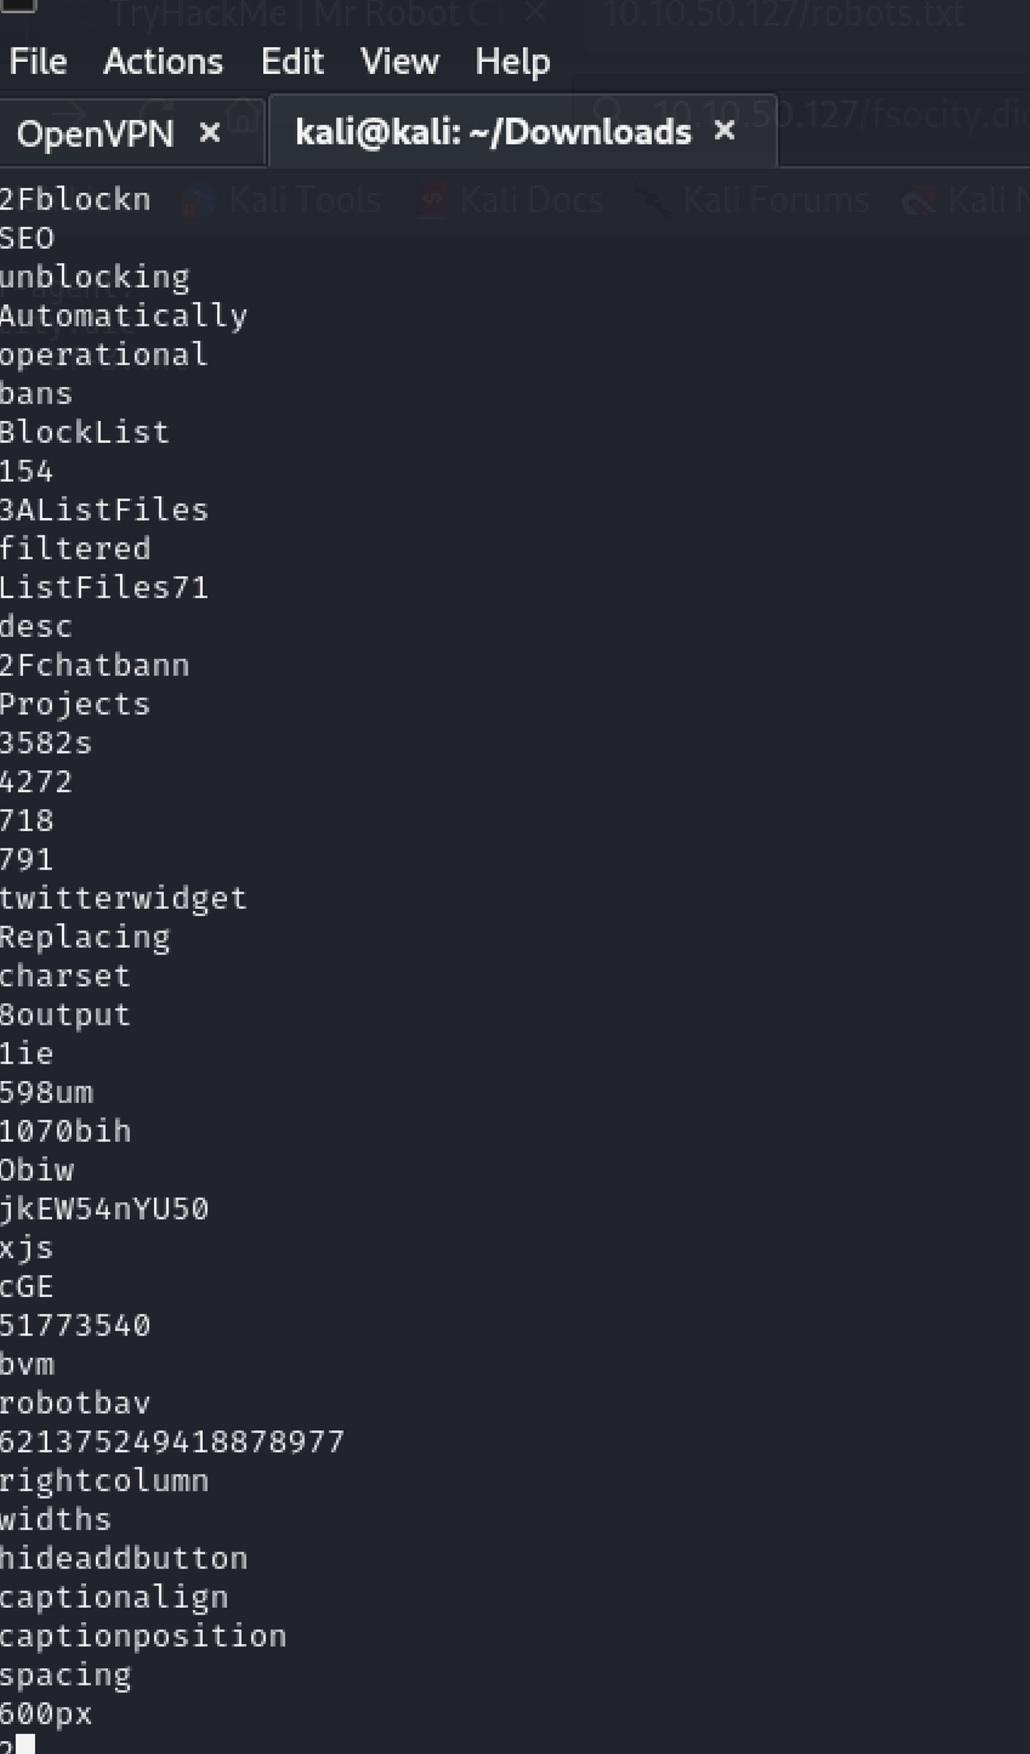 TryHackMe | Mr Robot C × 10.10.50.127/robots.txt
File Actions Edit View Help
OpenVPN × kali@kali: ~/Downloads × 10.10.50.127/fsocity.di
2Fblockn Kali Tools Kali Docs Kali Forums Kali
SEO
unblocking
Automatically
operational
bans
BlockList
154
3AListFiles
filtered
ListFiles71
desc
2Fchatbann
Projects
3582s
4272
718
791
twitterwidget
Replacing
charset
8output
1ie
598um
1070bih
Obiw
jkEW54nYU50
xjs
cGE
51773540
bvm
robotbav
621375249418878977
rightcolumn
widths
hideaddbutton
captionalign
captionposition
spacing
600px